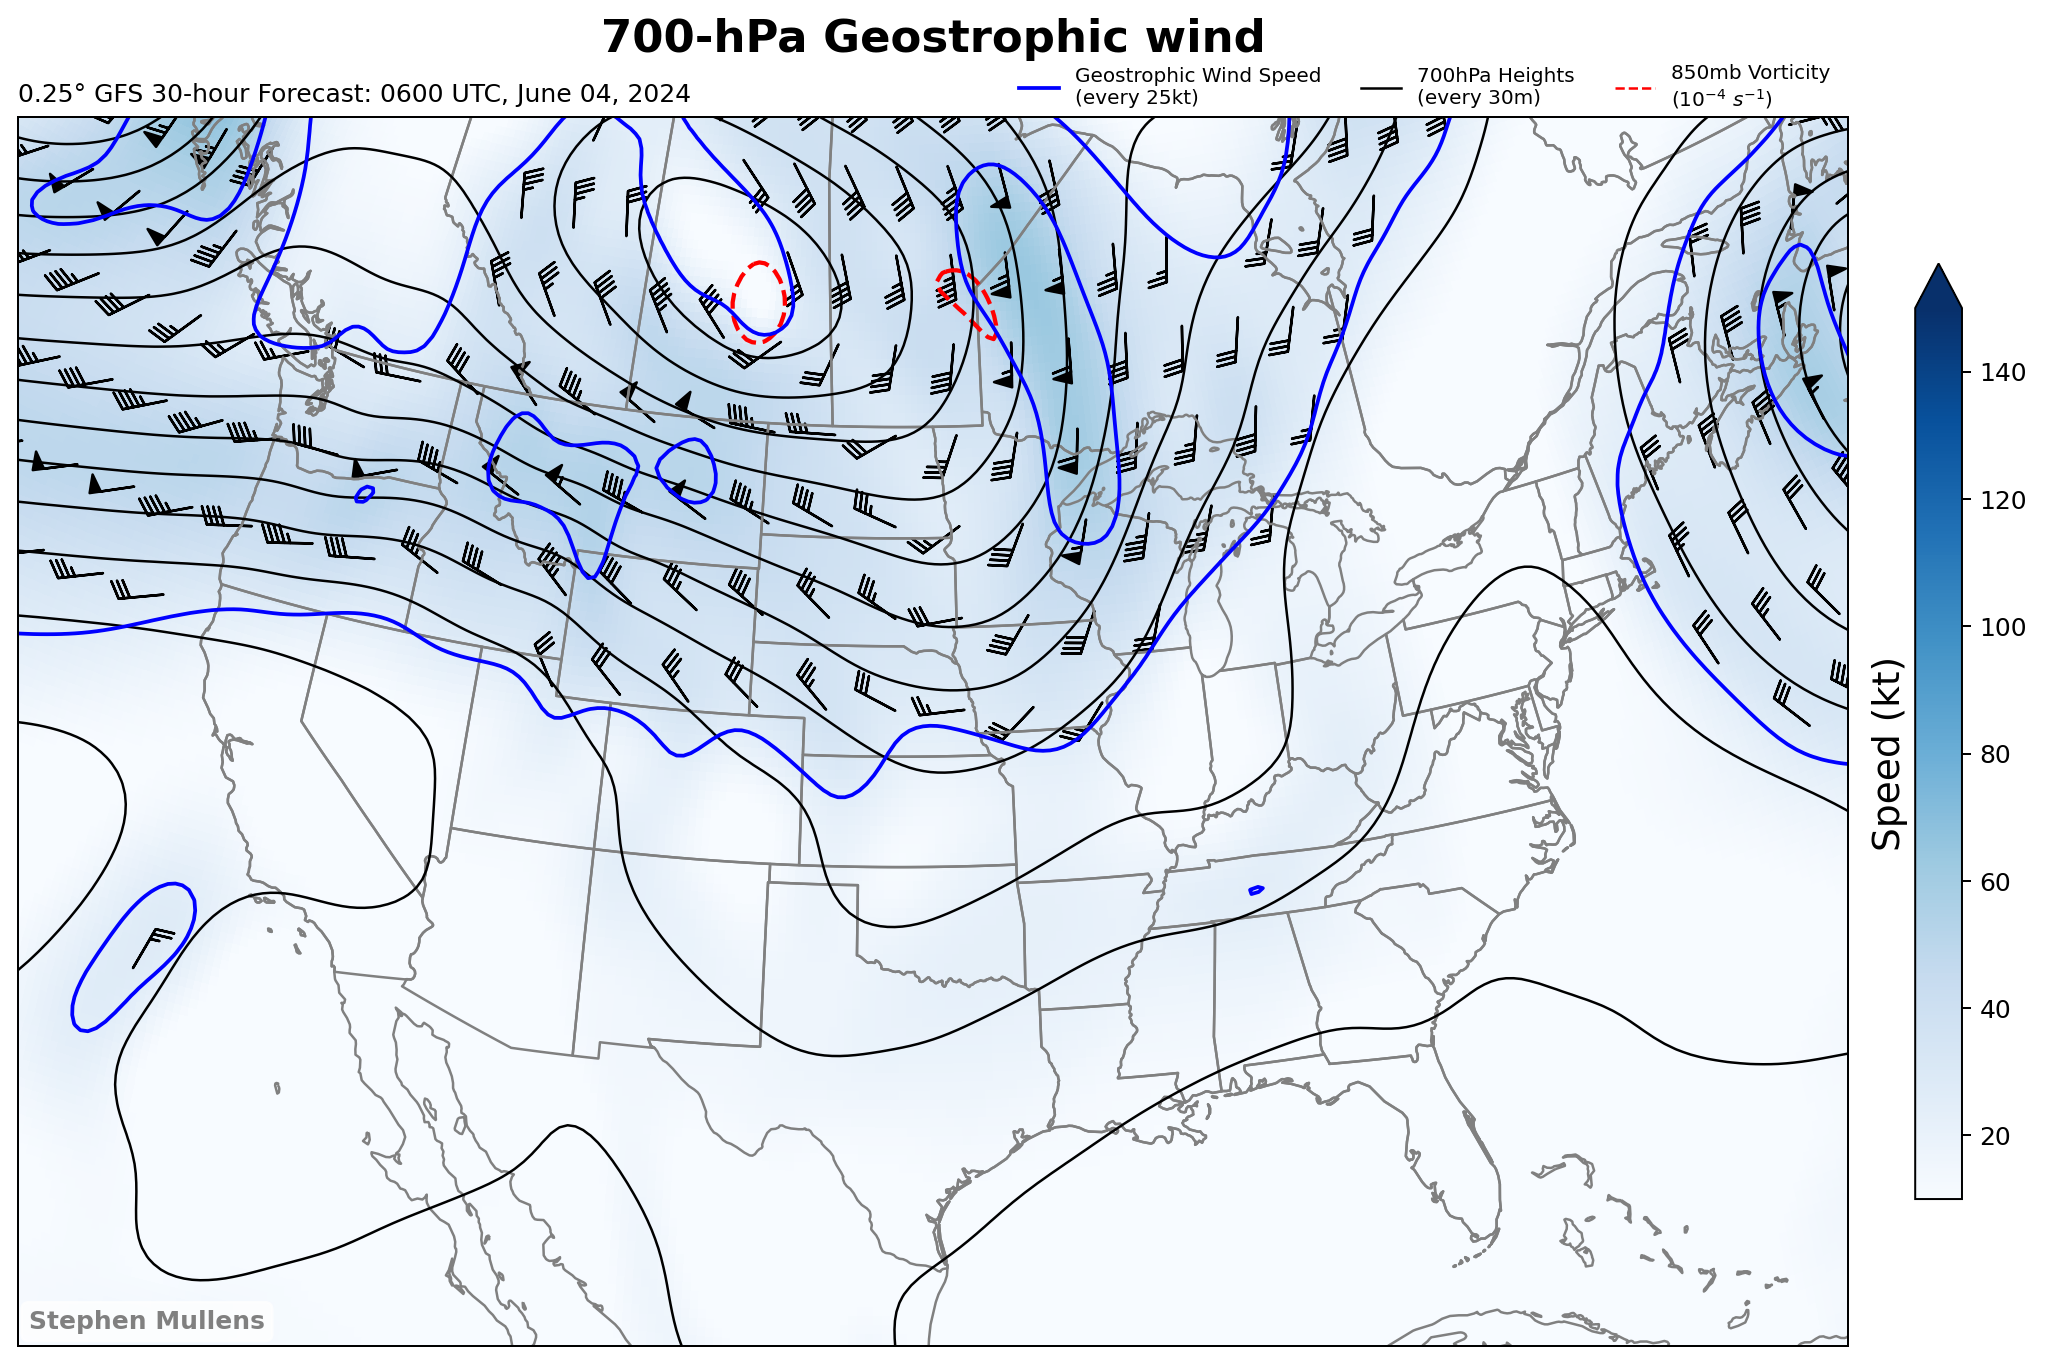 700-hPa Geostrophic wind
0.25° GFS 30-hour Forecast: 0600 UTC, June 04, 2024
Geostrophic Wind Speed
(every 25kt)
700hPa Heights
(every 30m)
850mb Vorticity
(10⁻⁴ s⁻¹)
140
120
100
80
60
40
20
Speed (kt)
Stephen Mullens